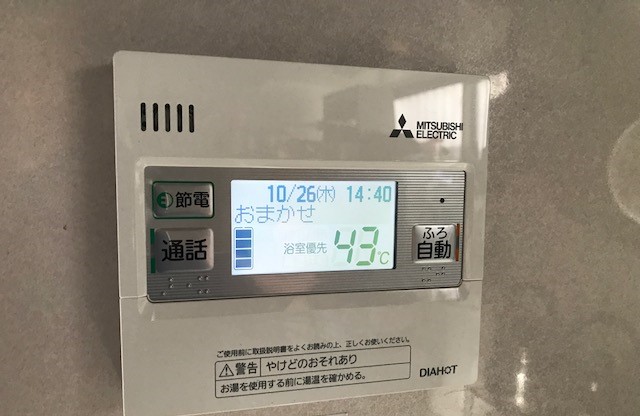 MITSUBISHI
ELECTRIC
節電
10/26(木) 14:40
おまかせ
通話
浴室優先 43℃
ふろ
自動
ご使用前に取扱説明書をよくお読みの上、正しくお使いください。
⚠警告 やけどのおそれあり
お湯を使用する前に湯温を確かめる。
DIAHOT